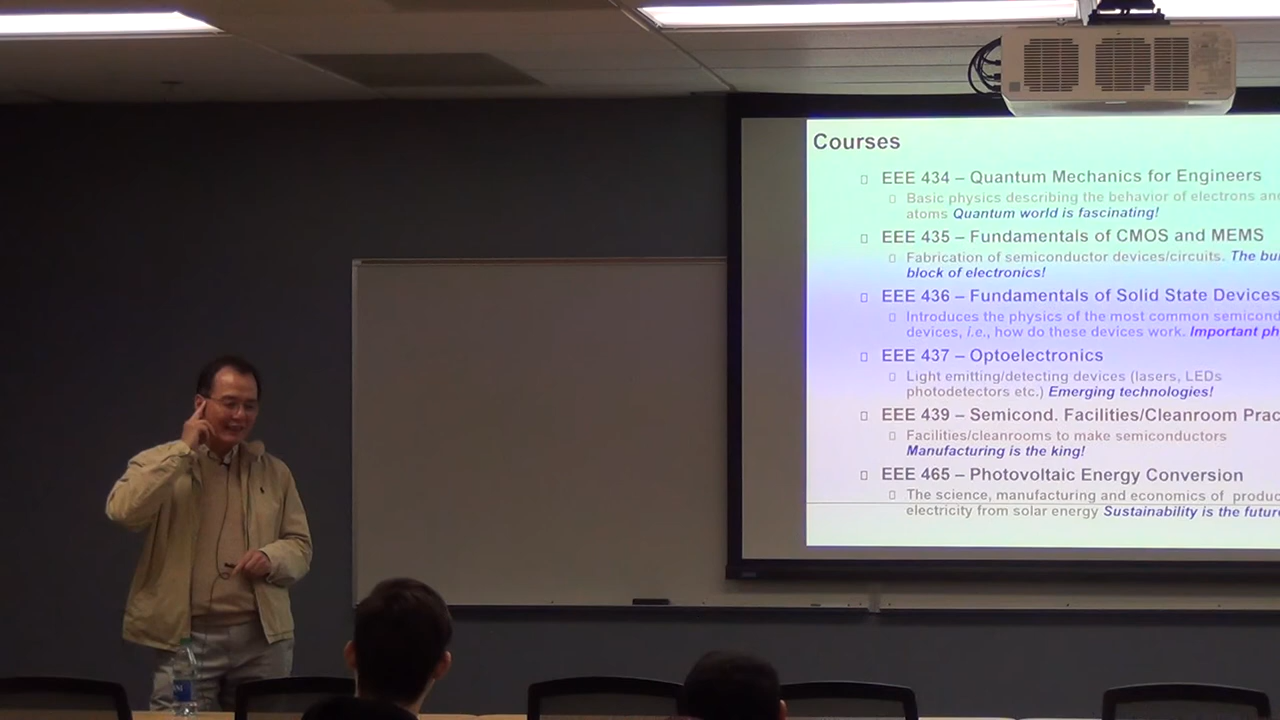 Courses
EEE 434 – Quantum Mechanics for Engineers
Basic physics describing the behavior of electrons and
atoms Quantum world is fascinating!
EEE 435 – Fundamentals of CMOS and MEMS
Fabrication of semiconductor devices/circuits. The bui
block of electronics!
EEE 436 – Fundamentals of Solid State Devices
Introduces the physics of the most common semicond
devices, i.e., how do these devices work. Important ph
EEE 437 – Optoelectronics
Light emitting/detecting devices (lasers, LEDs
photodetectors etc.) Emerging technologies!
EEE 439 – Semicond. Facilities/Cleanroom Prac
Facilities/cleanrooms to make semiconductors
Manufacturing is the king!
EEE 465 – Photovoltaic Energy Conversion
The science, manufacturing and economics of produc
electricity from solar energy Sustainability is the future